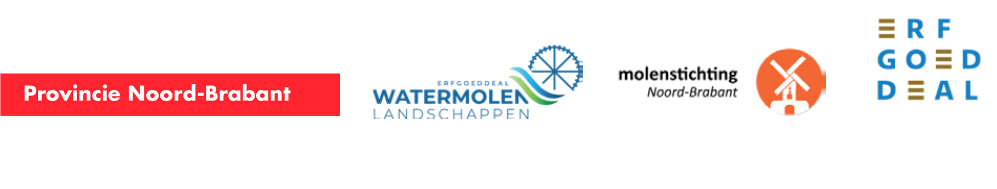 Provincie Noord-Brabant
ERFGOEDDEAL
WATERMOLEN
LANDSCHAPPEN
molenstichting
Noord-Brabant
ERF
GOED
DEAL